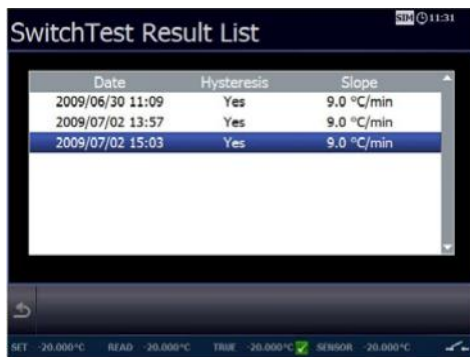 SIM 11:31
SwitchTest Result List
Date Hysteresis Slope
2009/06/30 11:09 Yes 9.0 °C/min
2009/07/02 13:57 Yes 9.0 °C/min
2009/07/02 15:03 Yes 9.0 °C/min
SET -20.000°C READ -20.000°C TRUE -20.000°C SENSOR -20.000°C